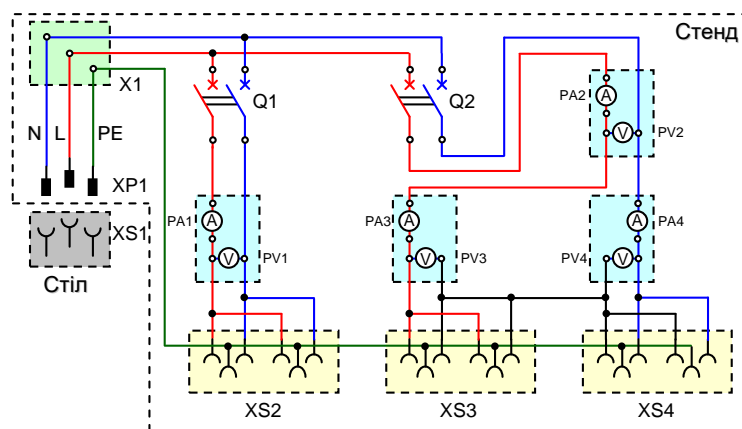 Стенд
X1
Q1
Q2
PA2
A
V
PV2
N
L
PE
XP1
XS1
Стіл
PA1
A
V
PV1
PA3
A
V
PV3
A
PA4
PV4
V
XS2
XS3
XS4